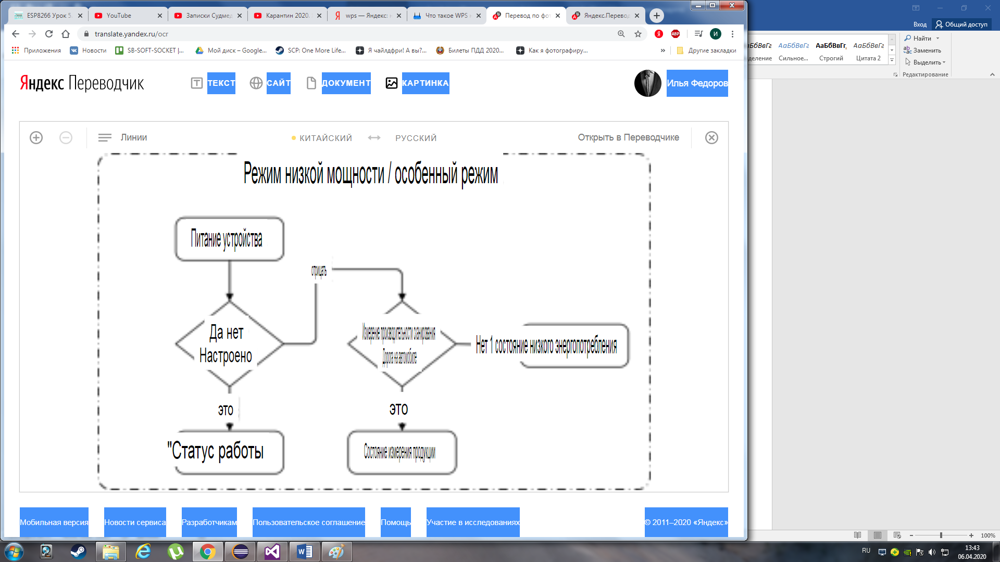 ESP8266 Урок 5.
YouTube
Записки Судмед
Карантин 2020.
wps — Яндекс: н
Что такое WPS н
Перевод по фот
Яндекс.Перевод
translate.yandex.ru/ocr
ABP
И
Приложения
Новости
SB-SOFT-SOCKET |...
Мой диск – Google...
SCP: One More Life...
Я чайлдфри! А вы?...
Билеты ПДД 2020...
Как я фотографиру...
»
Другие закладки
Яндекс Переводчик
ТЕКСТ
САЙТ
ДОКУМЕНТ
КАРТИНКА
Илья Федоров
Линии
КИТАЙСКИЙ
РУССКИЙ
Открыть в Переводчике
Режим низкой мощности / особенный режим
Питание устройства
отрицать
Да нет
Настроено
Измерение производительности сканирования
Дорога на автомобиле
Нет 1 состояние низкого энергопотребления
это
это
"Статус работы
Состояние измерения продукции
Мобильная версия
Новости сервиса
Разработчикам
Пользовательское соглашение
Помощь
Участие в исследованиях
© 2011–2020 «Яндекс»
Вход
Общий доступ
АаБбВвГг
АаБбВвГг
АаБбВвГг,
АаБбВвГг
деление
Сильное...
Строгий
Цитата 2
Найти
Заменить
Выделить
Редактирование
100%
RU
13:43
06.04.2020